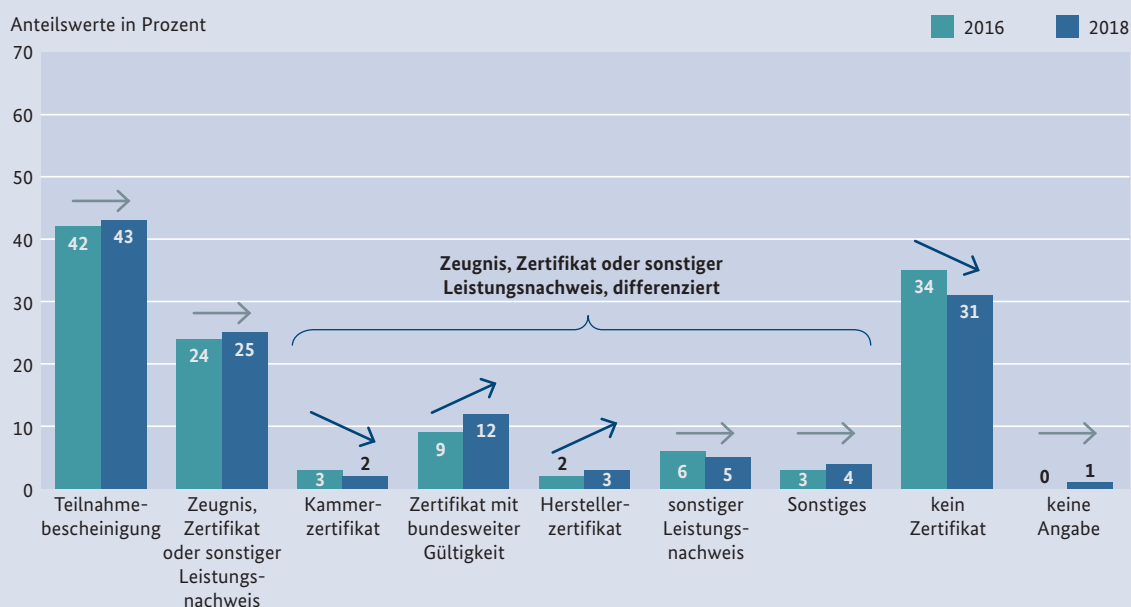 Anteilswerte in Prozent
2016
2018
70
60
50
40
30
20
10
0
Zeugnis, Zertifikat oder sonstiger
Leistungsnachweis, differenziert
42
43
24
25
3
2
9
12
2
3
6
5
3
4
34
31
0
1
Teilnahme-
bescheinigung
Zeugnis,
Zertifikat
oder sonstiger
Leistungs-
nachweis
Kammer-
zertifikat
Zertifikat mit
bundesweiter
Gültigkeit
Hersteller-
zertifikat
sonstiger
Leistungs-
nachweis
Sonstiges
kein
Zertifikat
keine
Angabe